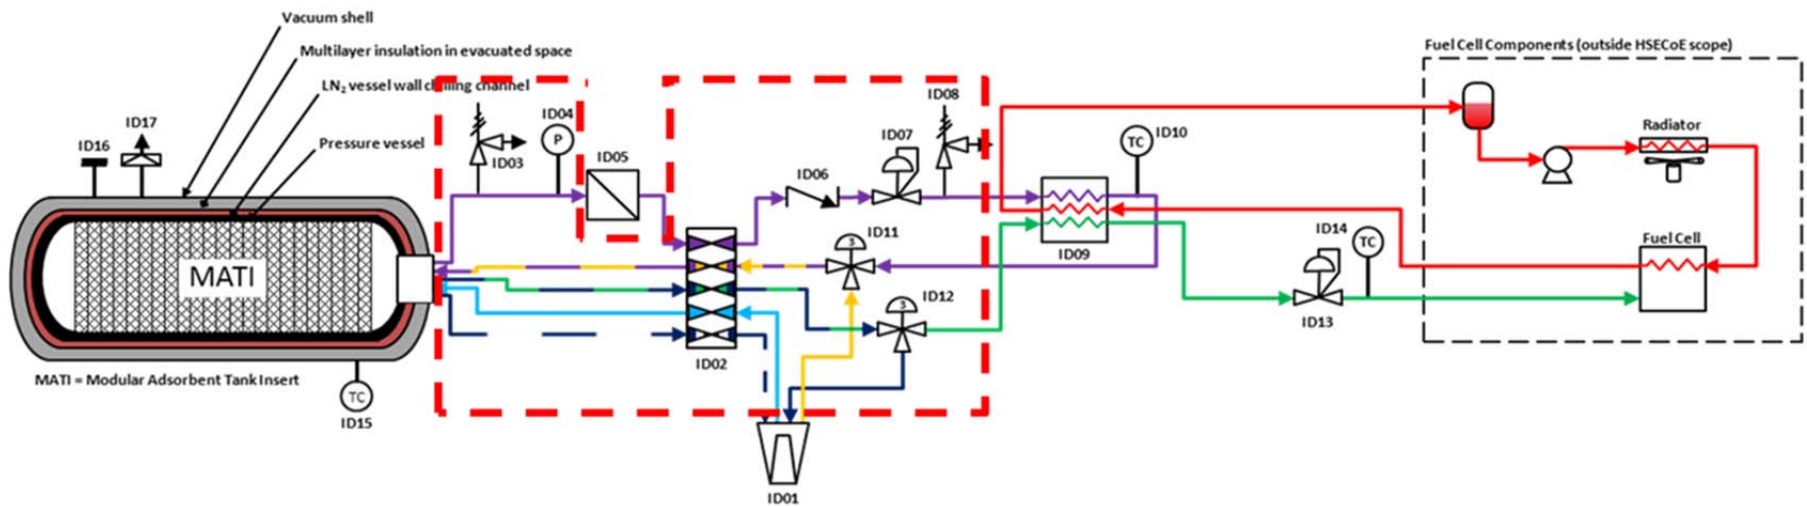 Vacuum shell
Multilayer insulation in evacuated space
LN2 vessel wall chilling channel
Pressure vessel
ID16
ID17
MATI
MATI = Modular Adsorbent Tank Insert
TC
ID15
ID03
ID04
P
ID05
ID06
ID07
ID08
ID02
3
ID11
3
ID12
ID01
TC
ID10
ID09
ID14
TC
ID13
Fuel Cell Components (outside HSECoE scope)
Radiator
Fuel Cell